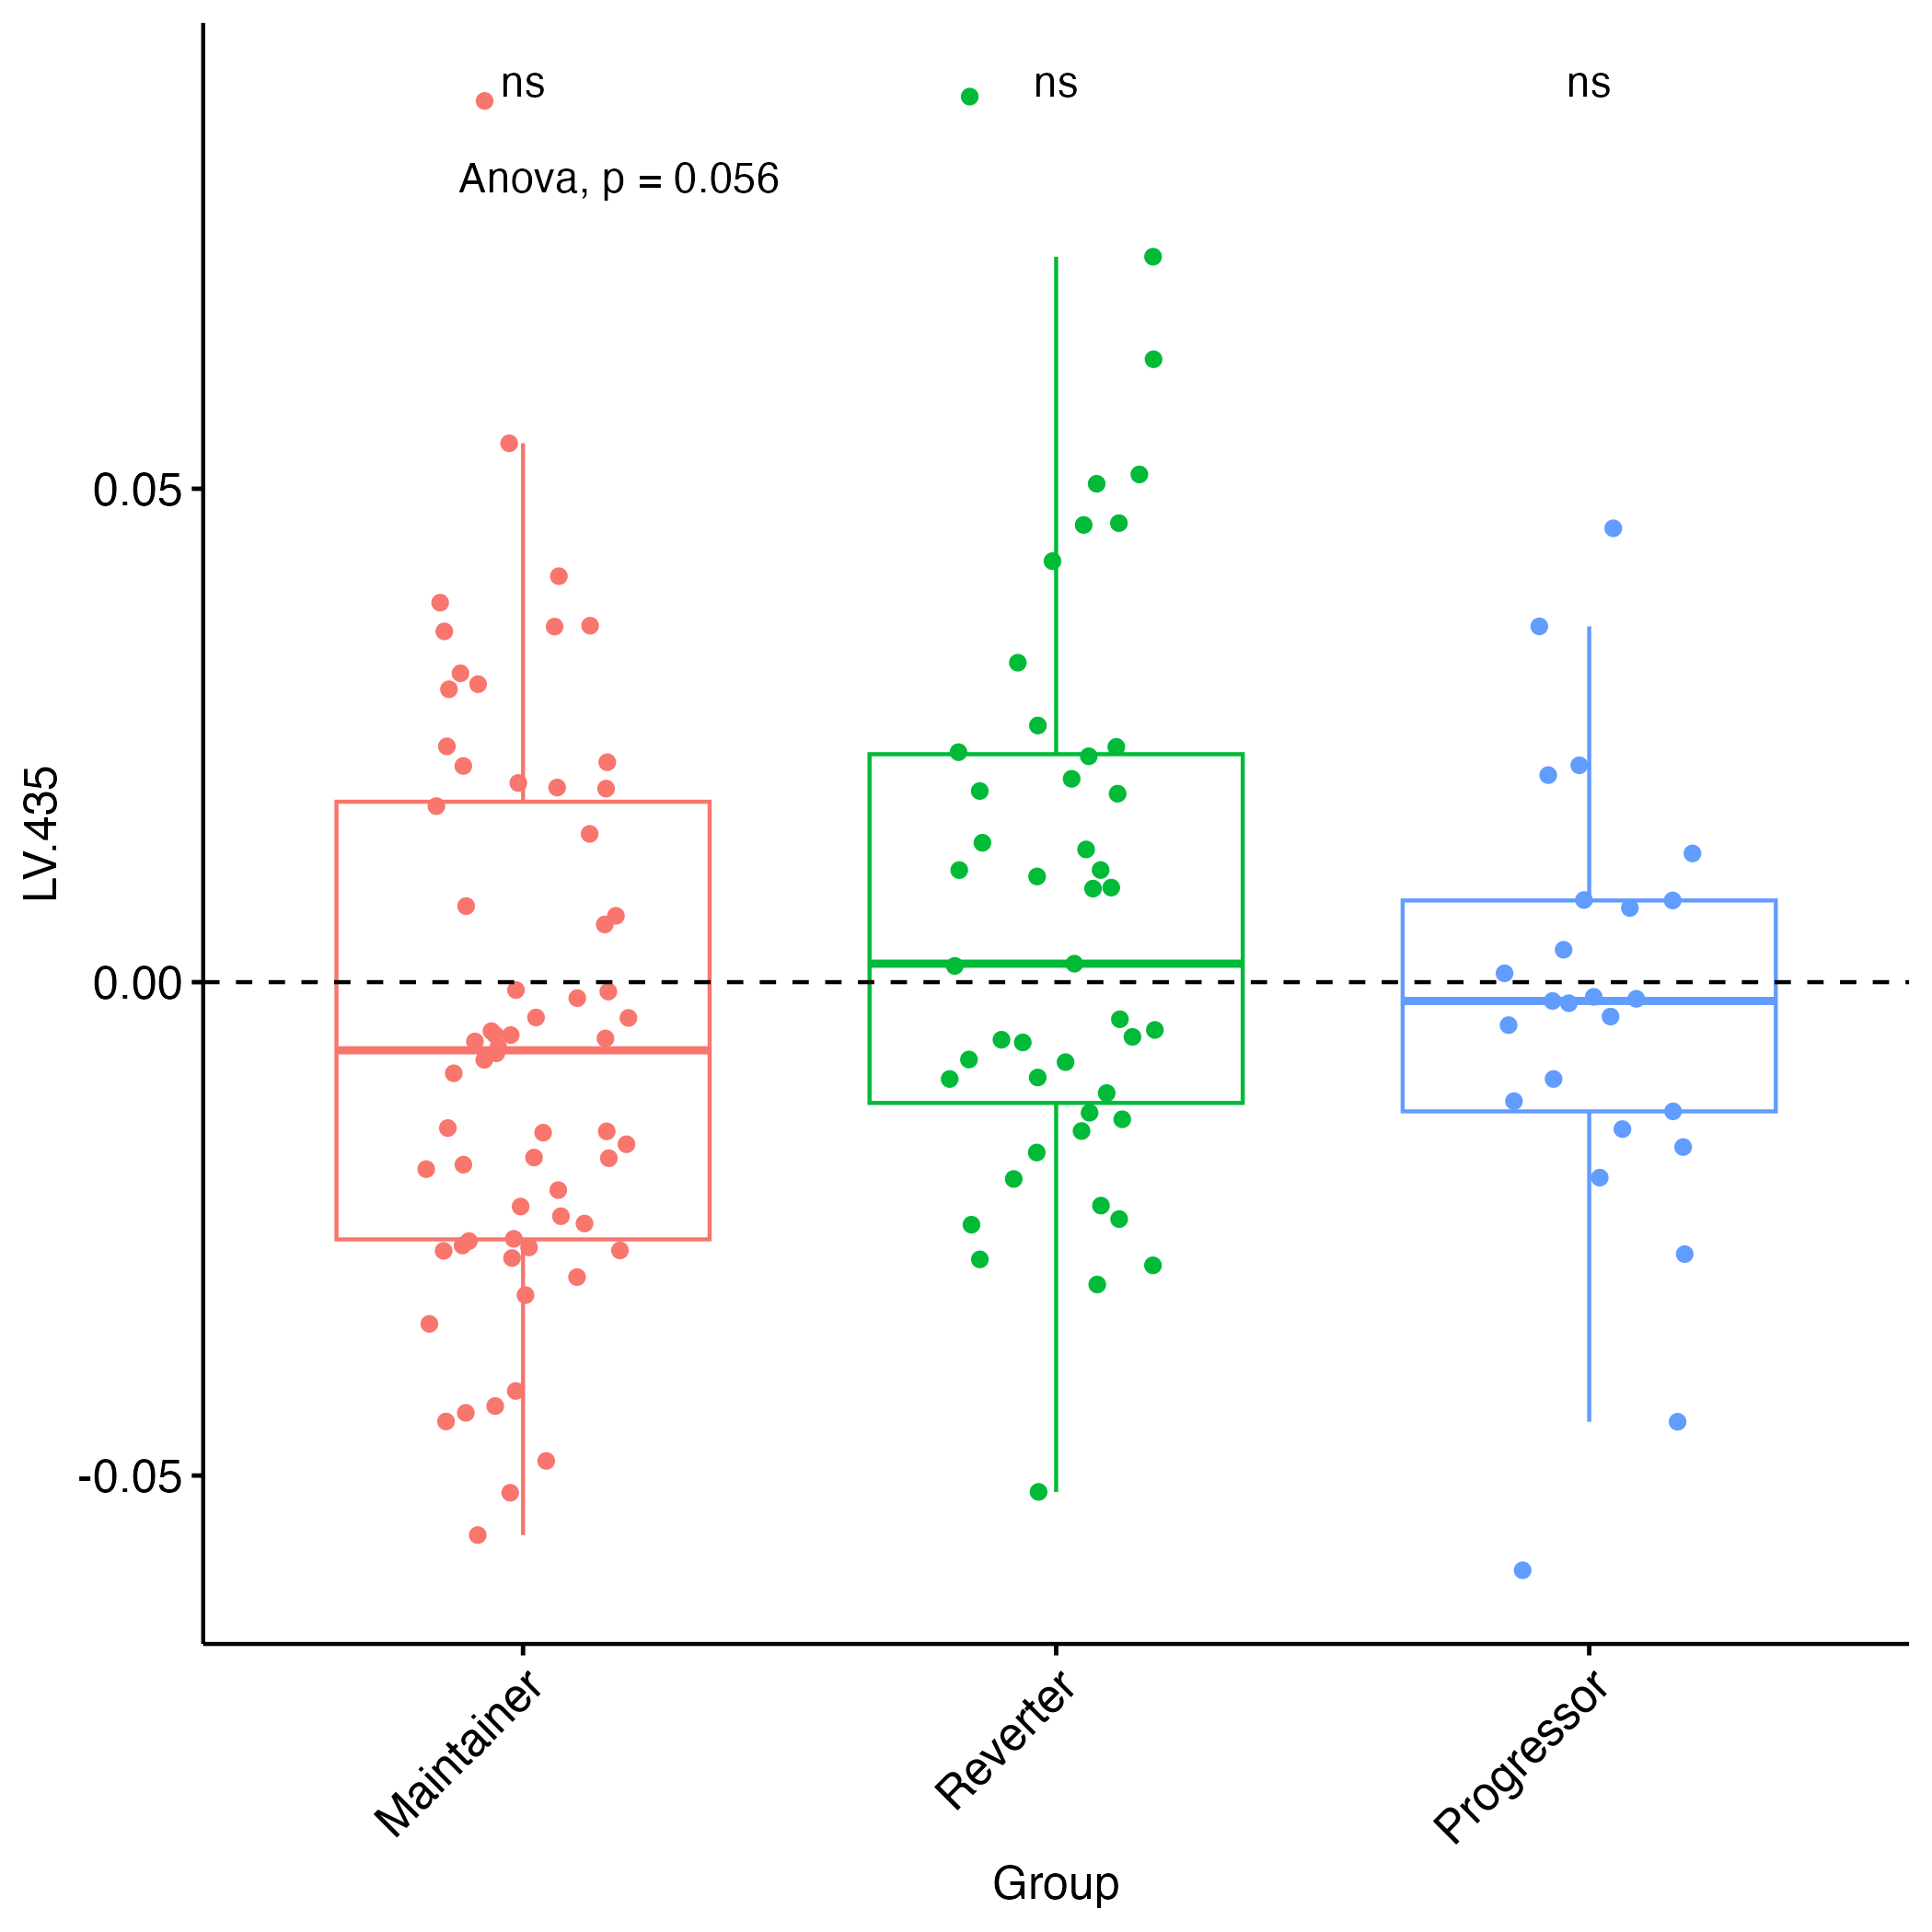 ns ns ns
Anova, p = 0.056
LV.435
0.05
0.00
-0.05
Maintainer Reverter Progressor
Group